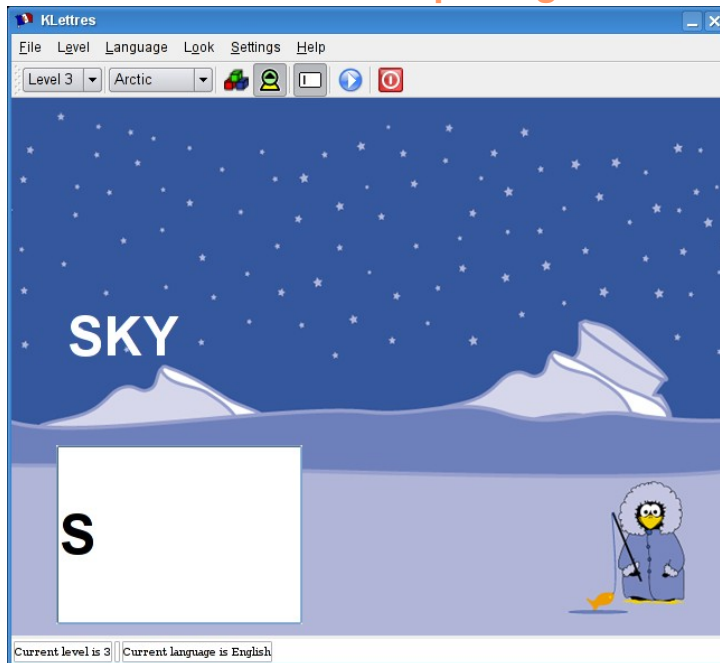 KLettres
File Level Language Look Settings Help
Level 3 Arctic
SKY
S
Current level is 3 Current language is English